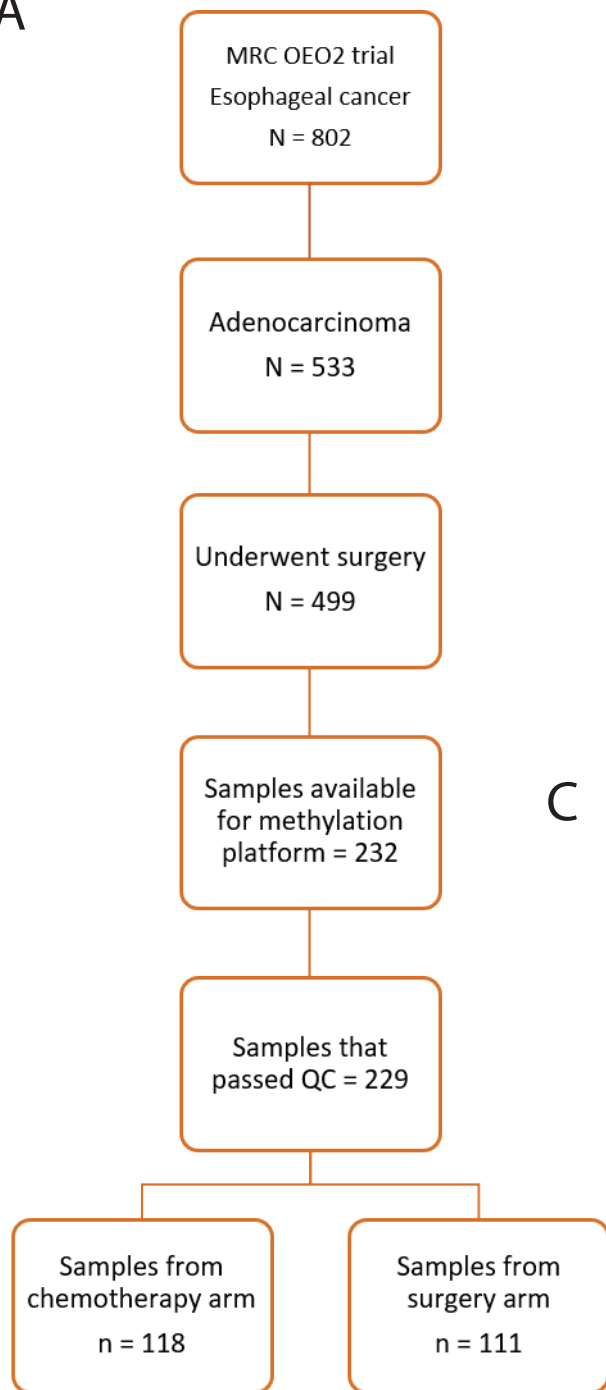 A
MRC OEO2 trial
Esophageal cancer
N = 802
Adenocarcinoma
N = 533
Underwent surgery
N = 499
Samples available
for methylation
platform = 232
C
Samples that
passed QC = 229
Samples from
chemotherapy arm
n = 118
Samples from
surgery arm
n = 111